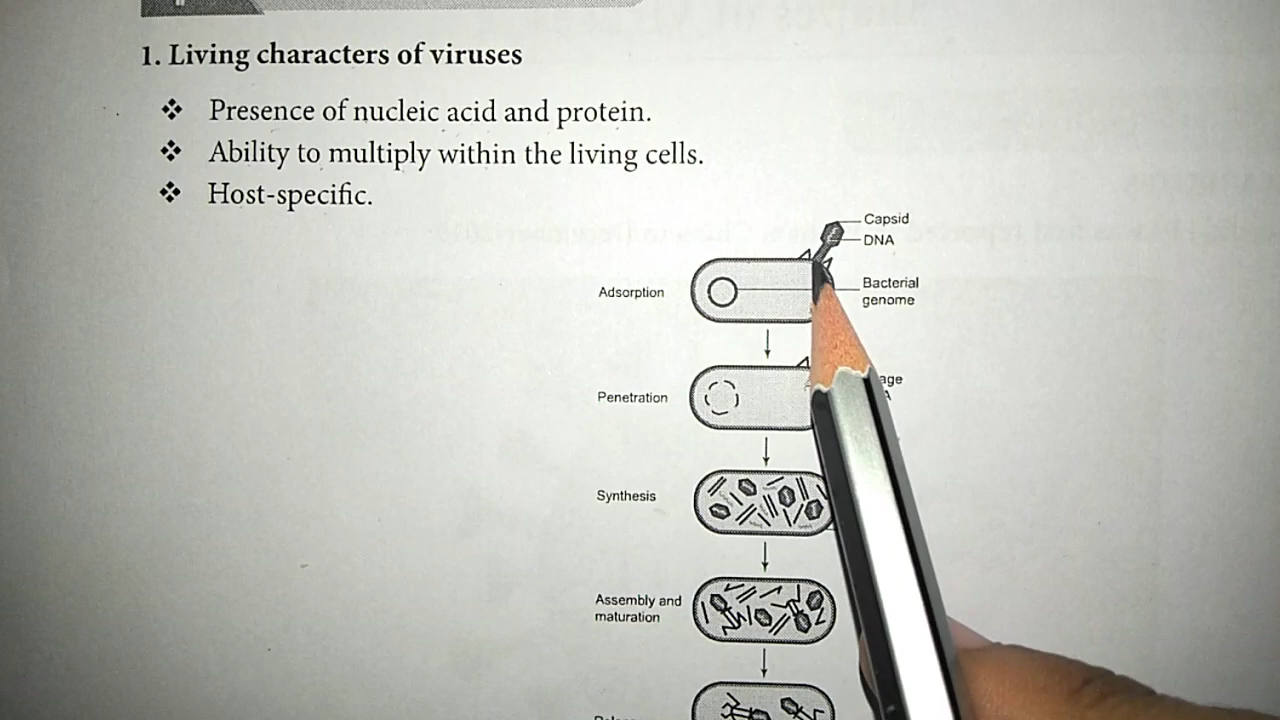 1. Living characters of viruses
❖ Presence of nucleic acid and protein.
❖ Ability to multiply within the living cells.
❖ Host-specific.
Capsid
DNA
Adsorption
Bacterial
genome
Penetration
Synthesis
Assembly and
maturation